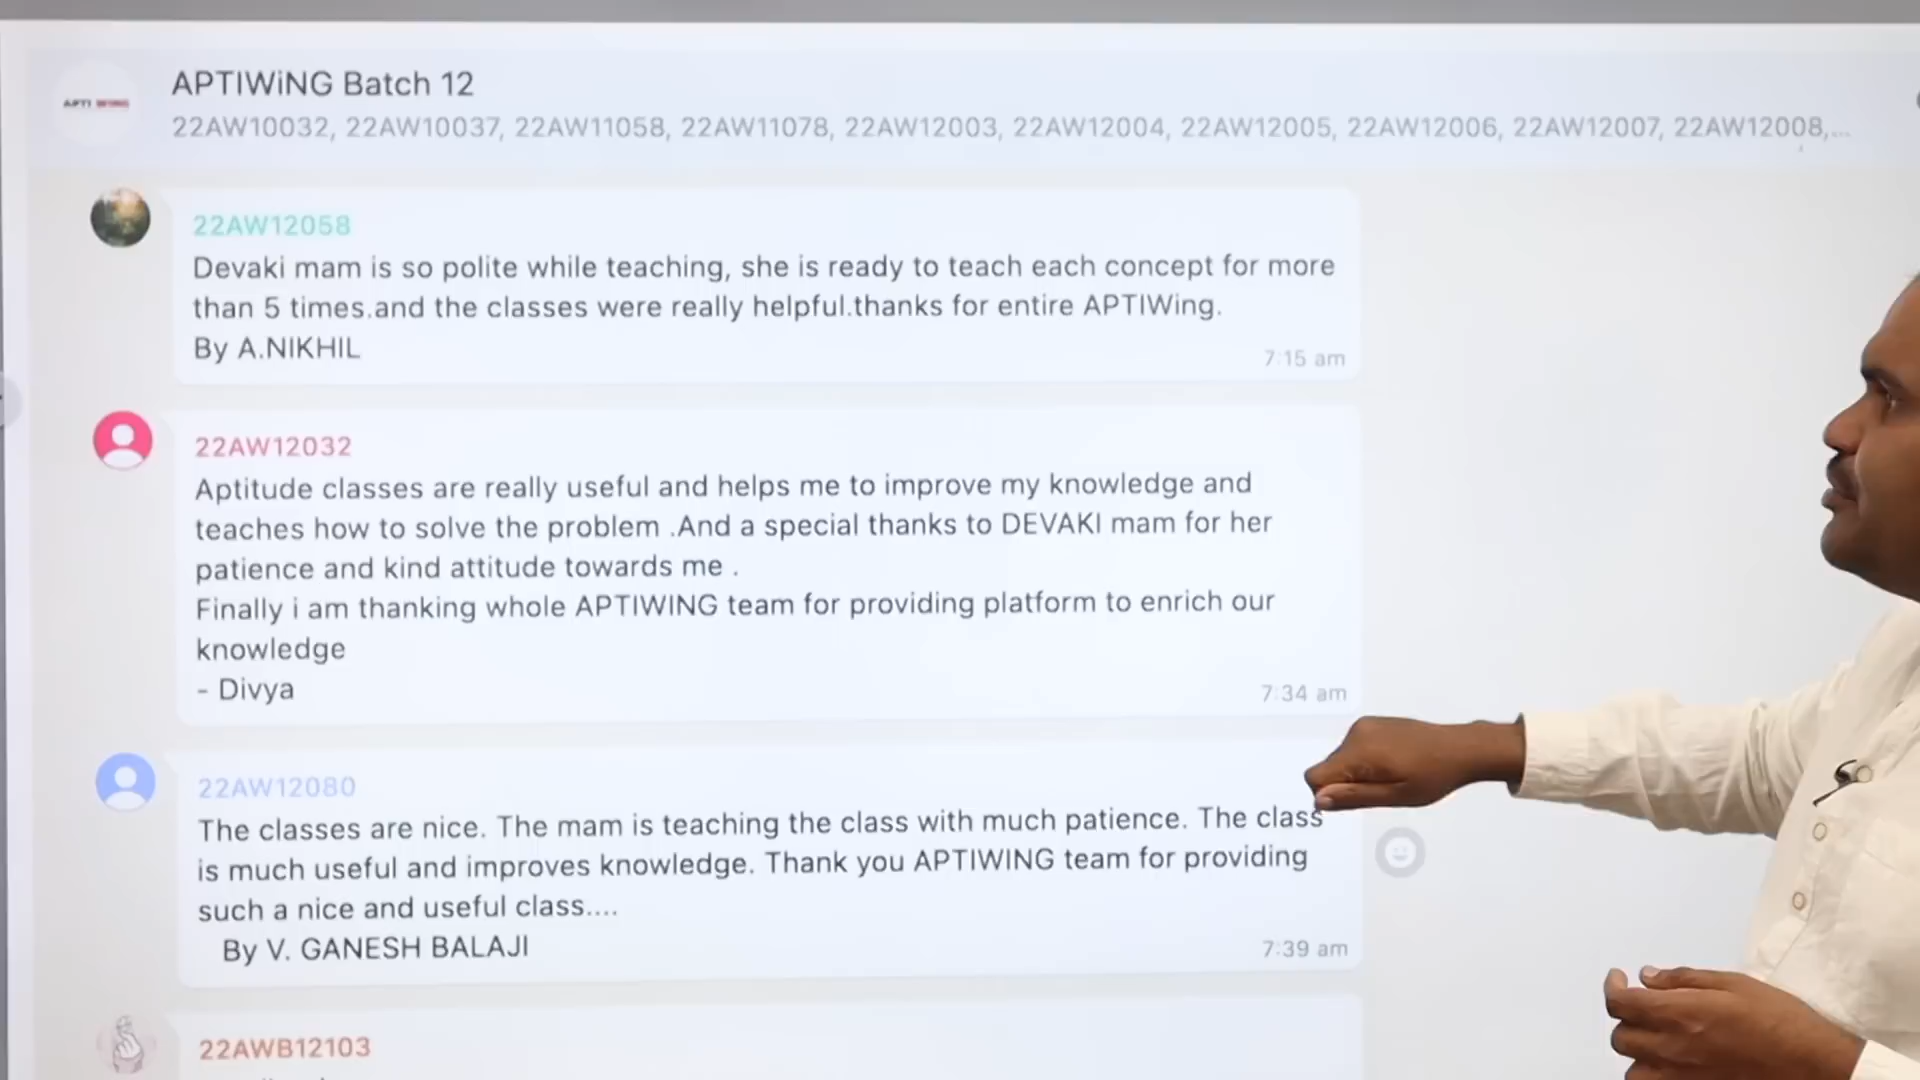 APTIWiNG Batch 12
APTI WING
22AW10032, 22AW10037, 22AW11058, 22AW11078, 22AW12003, 22AW12004, 22AW12005, 22AW12006, 22AW12007, 22AW12008,...
22AW12058
Devaki mam is so polite while teaching, she is ready to teach each concept for more
than 5 times.and the classes were really helpful.thanks for entire APTIWing.
By A.NIKHIL
7:15 am
22AW12032
Aptitude classes are really useful and helps me to improve my knowledge and
teaches how to solve the problem .And a special thanks to DEVAKI mam for her
patience and kind attitude towards me .
Finally i am thanking whole APTIWING team for providing platform to enrich our
knowledge
- Divya
7:34 am
22AW12080
The classes are nice. The mam is teaching the class with much patience. The class
is much useful and improves knowledge. Thank you APTIWING team for providing
such a nice and useful class....
By V. GANESH BALAJI
7:39 am
22AWB12103